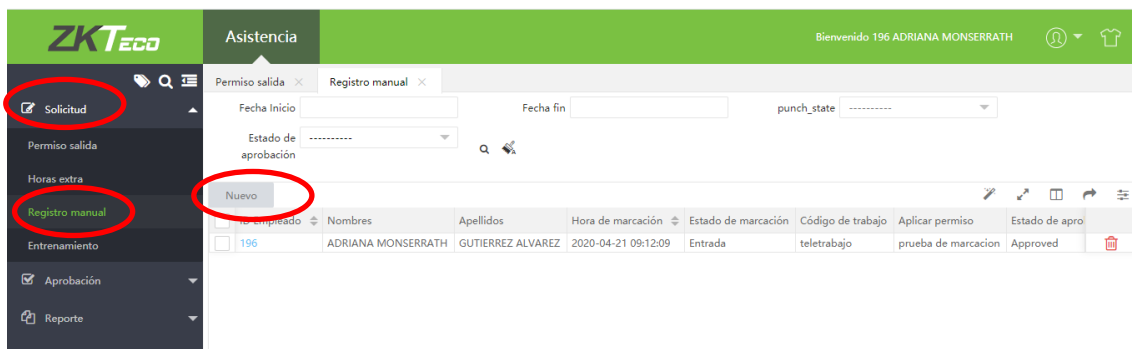 ZKTeco
Asistencia
Bienvenido 196 ADRIANA MONSERRATH
Permiso salida
Registro manual
Solicitud
Fecha Inicio
Fecha fin
punch_state
----------
Permiso salida
Estado de aprobación
----------
Horas extra
Nuevo
Registro manual
ID Empleado Nombres Apellidos Hora de marcación Estado de marcación Código de trabajo Aplicar permiso Estado de apro
Entrenamiento
196 ADRIANA MONSERRATH GUTIERREZ ALVAREZ 2020-04-21 09:12:09 Entrada teletrabajo prueba de marcacion Approved
Aprobación
Reporte